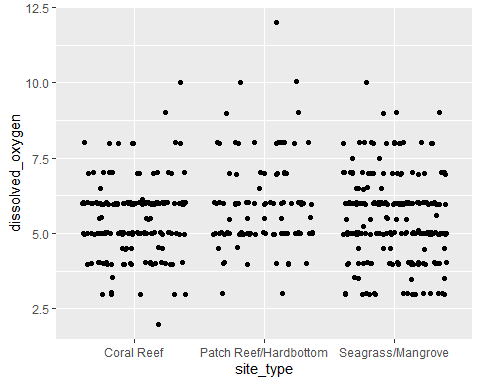 12.5
10.0
7.5
5.0
2.5
dissolved_oxygen
Coral Reef
Patch Reef/Hardbottom
Seagrass/Mangrove
site_type